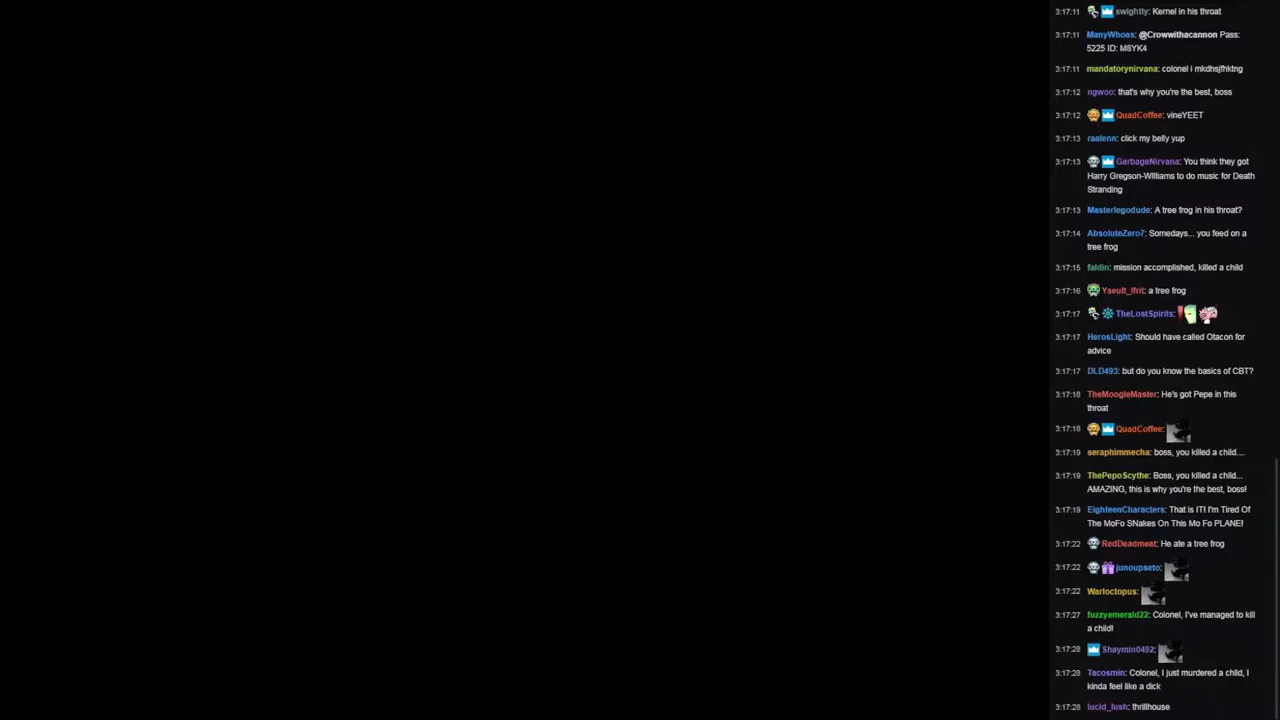 3:17:11 swightly: Kernel in his throat
3:17:11 ManyWhoas: @Crowwithacannon Pass:
5225 ID: M8YK4
3:17:11 mandatorynirvana: colonel i mkdhsjfhktng
3:17:12 ngwoo: that's why you're the best, boss
3:17:12 QuadCoffee: vineYEET
3:17:13 raalenn: click my belly yup
3:17:13 GarbageNirvana: You think they got
Harry Gregson-Williams to do music for Death
Stranding
3:17:13 Masterlegodude: A tree frog in his throat?
3:17:14 AbsoluteZero7: Somedays... you feed on a
tree frog
3:17:15 faldin: mission accomplished, killed a child
3:17:16 Yseult_Ifrit: a tree frog
3:17:17 TheLostSpirits:
3:17:17 HerosLight: Should have called Otacon for
advice
3:17:17 DLD493: but do you know the basics of CBT?
3:17:18 TheMoogleMaster: He's got Pepe in this
throat
3:17:18 QuadCoffee:
3:17:19 seraphimmecha: boss, you killed a child....
3:17:19 ThePepoScythe: Boss, you killed a child...
AMAZING, this is why you're the best, boss!
3:17:19 EighteenCharacters: That is IT! I'm Tired Of
The MoFo SNakes On This Mo Fo PLANE!
3:17:22 RedDeadmeat: He ate a tree frog
3:17:22 junoupseto:
3:17:22 Warloctopus:
3:17:27 fuzzyemerald22: Colonel, I've managed to kill
a child!
3:17:28 Shaymin0492:
3:17:28 Tacosmin: Colonel, I just murdered a child, I
kinda feel like a dick
3:17:28 lucid_lush: thrillhouse